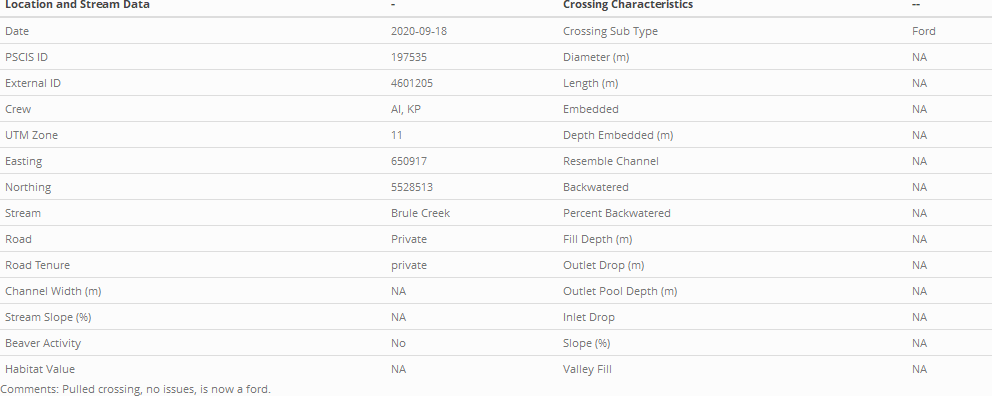 Location and Stream Data - Crossing Characteristics --
Date 2020-09-18 Crossing Sub Type Ford
PSCIS ID 197535 Diameter (m) NA
External ID 4601205 Length (m) NA
Crew AI, KP Embedded NA
UTM Zone 11 Depth Embedded (m) NA
Easting 650917 Resemble Channel NA
Northing 5528513 Backwatered NA
Stream Brule Creek Percent Backwatered NA
Road Private Fill Depth (m) NA
Road Tenure private Outlet Drop (m) NA
Channel Width (m) NA Outlet Pool Depth (m) NA
Stream Slope (%) NA Inlet Drop NA
Beaver Activity No Slope (%) NA
Habitat Value NA Valley Fill NA
Comments: Pulled crossing, no issues, is now a ford.